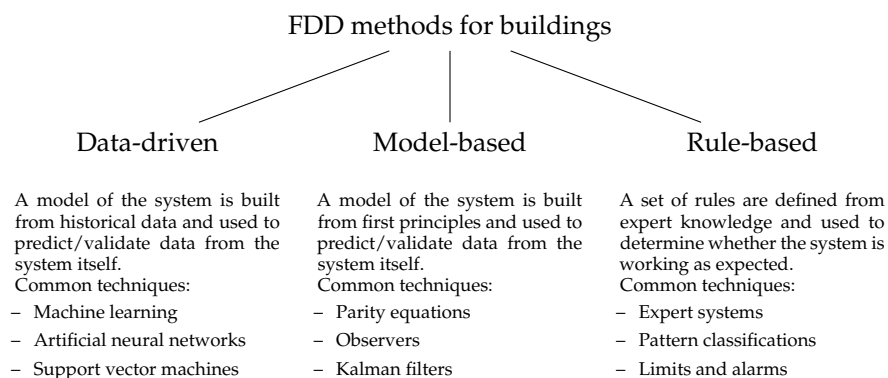 FDD methods for buildings
Data-driven
A model of the system is built
from historical data and used to
predict/validate data from the
system itself.
Common techniques:
– Machine learning
– Artificial neural networks
– Support vector machines
Model-based
A model of the system is built
from first principles and used to
predict/validate data from the
system itself.
Common techniques:
– Parity equations
– Observers
– Kalman filters
Rule-based
A set of rules are defined from
expert knowledge and used to
determine whether the system is
working as expected.
Common techniques:
– Expert systems
– Pattern classifications
– Limits and alarms